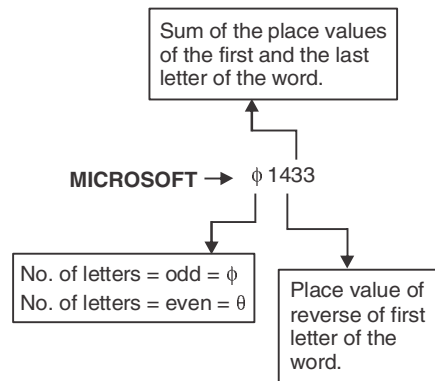 Sum of the place values
of the first and the last
letter of the word.
MICROSOFT → ϕ 1433
No. of letters = odd = ϕ
No. of letters = even = θ
Place value of
reverse of first
letter of the
word.